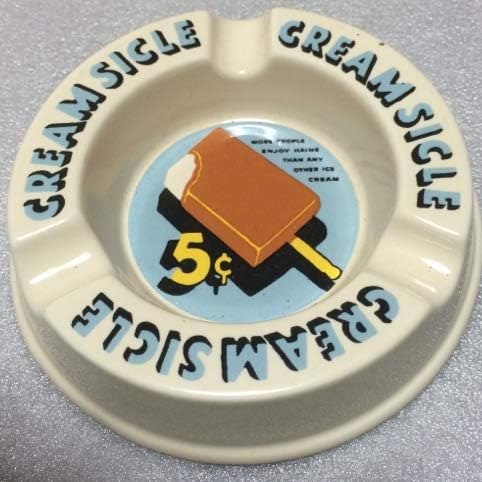 CREAMSICLE
CREAMSICLE
MORE PEOPLE
ENJOY HAINE
THAN ANY
OTHER ICE
CREAM
5¢
CREAMSICLE